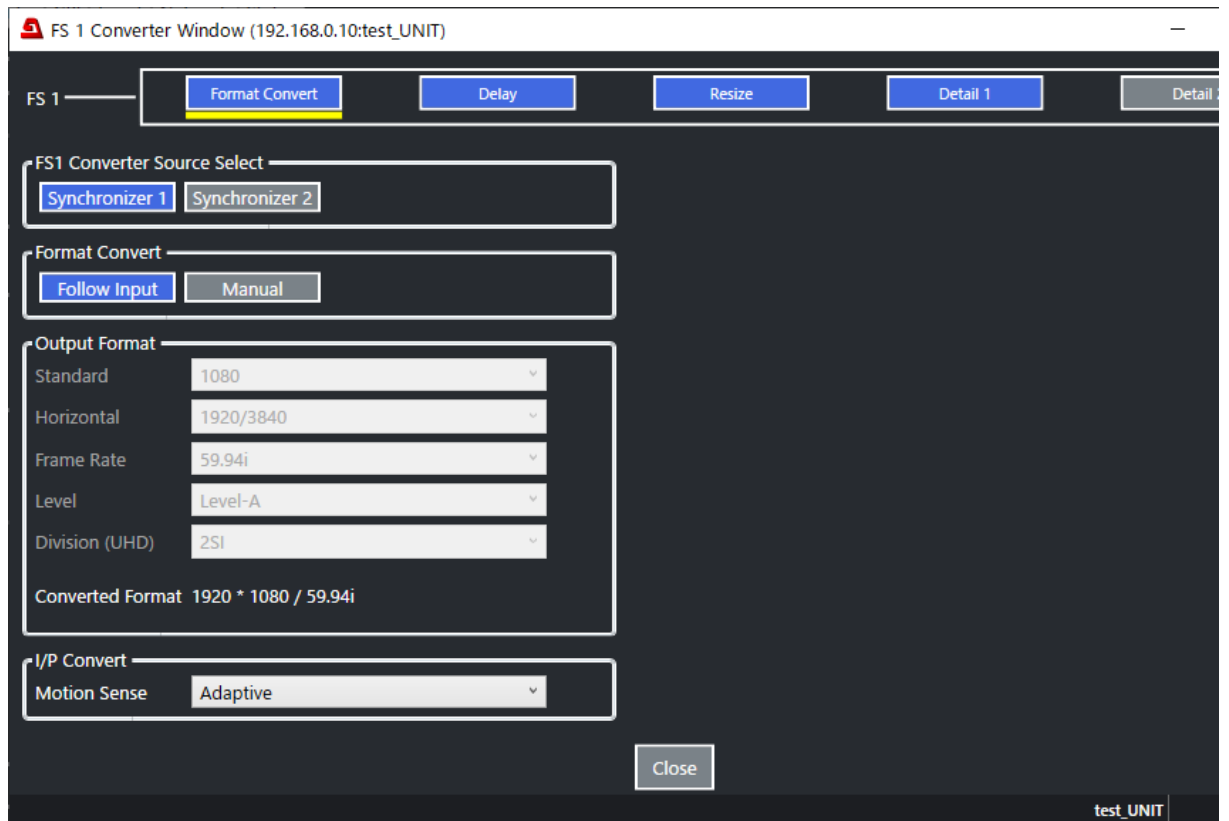 FS 1 Converter Window (192.168.0.10:test_UNIT)
FS 1
Format Convert
Delay
Resize
Detail 1
Detail
FS1 Converter Source Select
Synchronizer 1
Synchronizer 2
Format Convert
Follow Input
Manual
Output Format
Standard 1080
Horizontal 1920/3840
Frame Rate 59.94i
Level Level-A
Division (UHD) 2SI
Converted Format 1920 * 1080 / 59.94i
I/P Convert
Motion Sense Adaptive
Close
test_UNIT